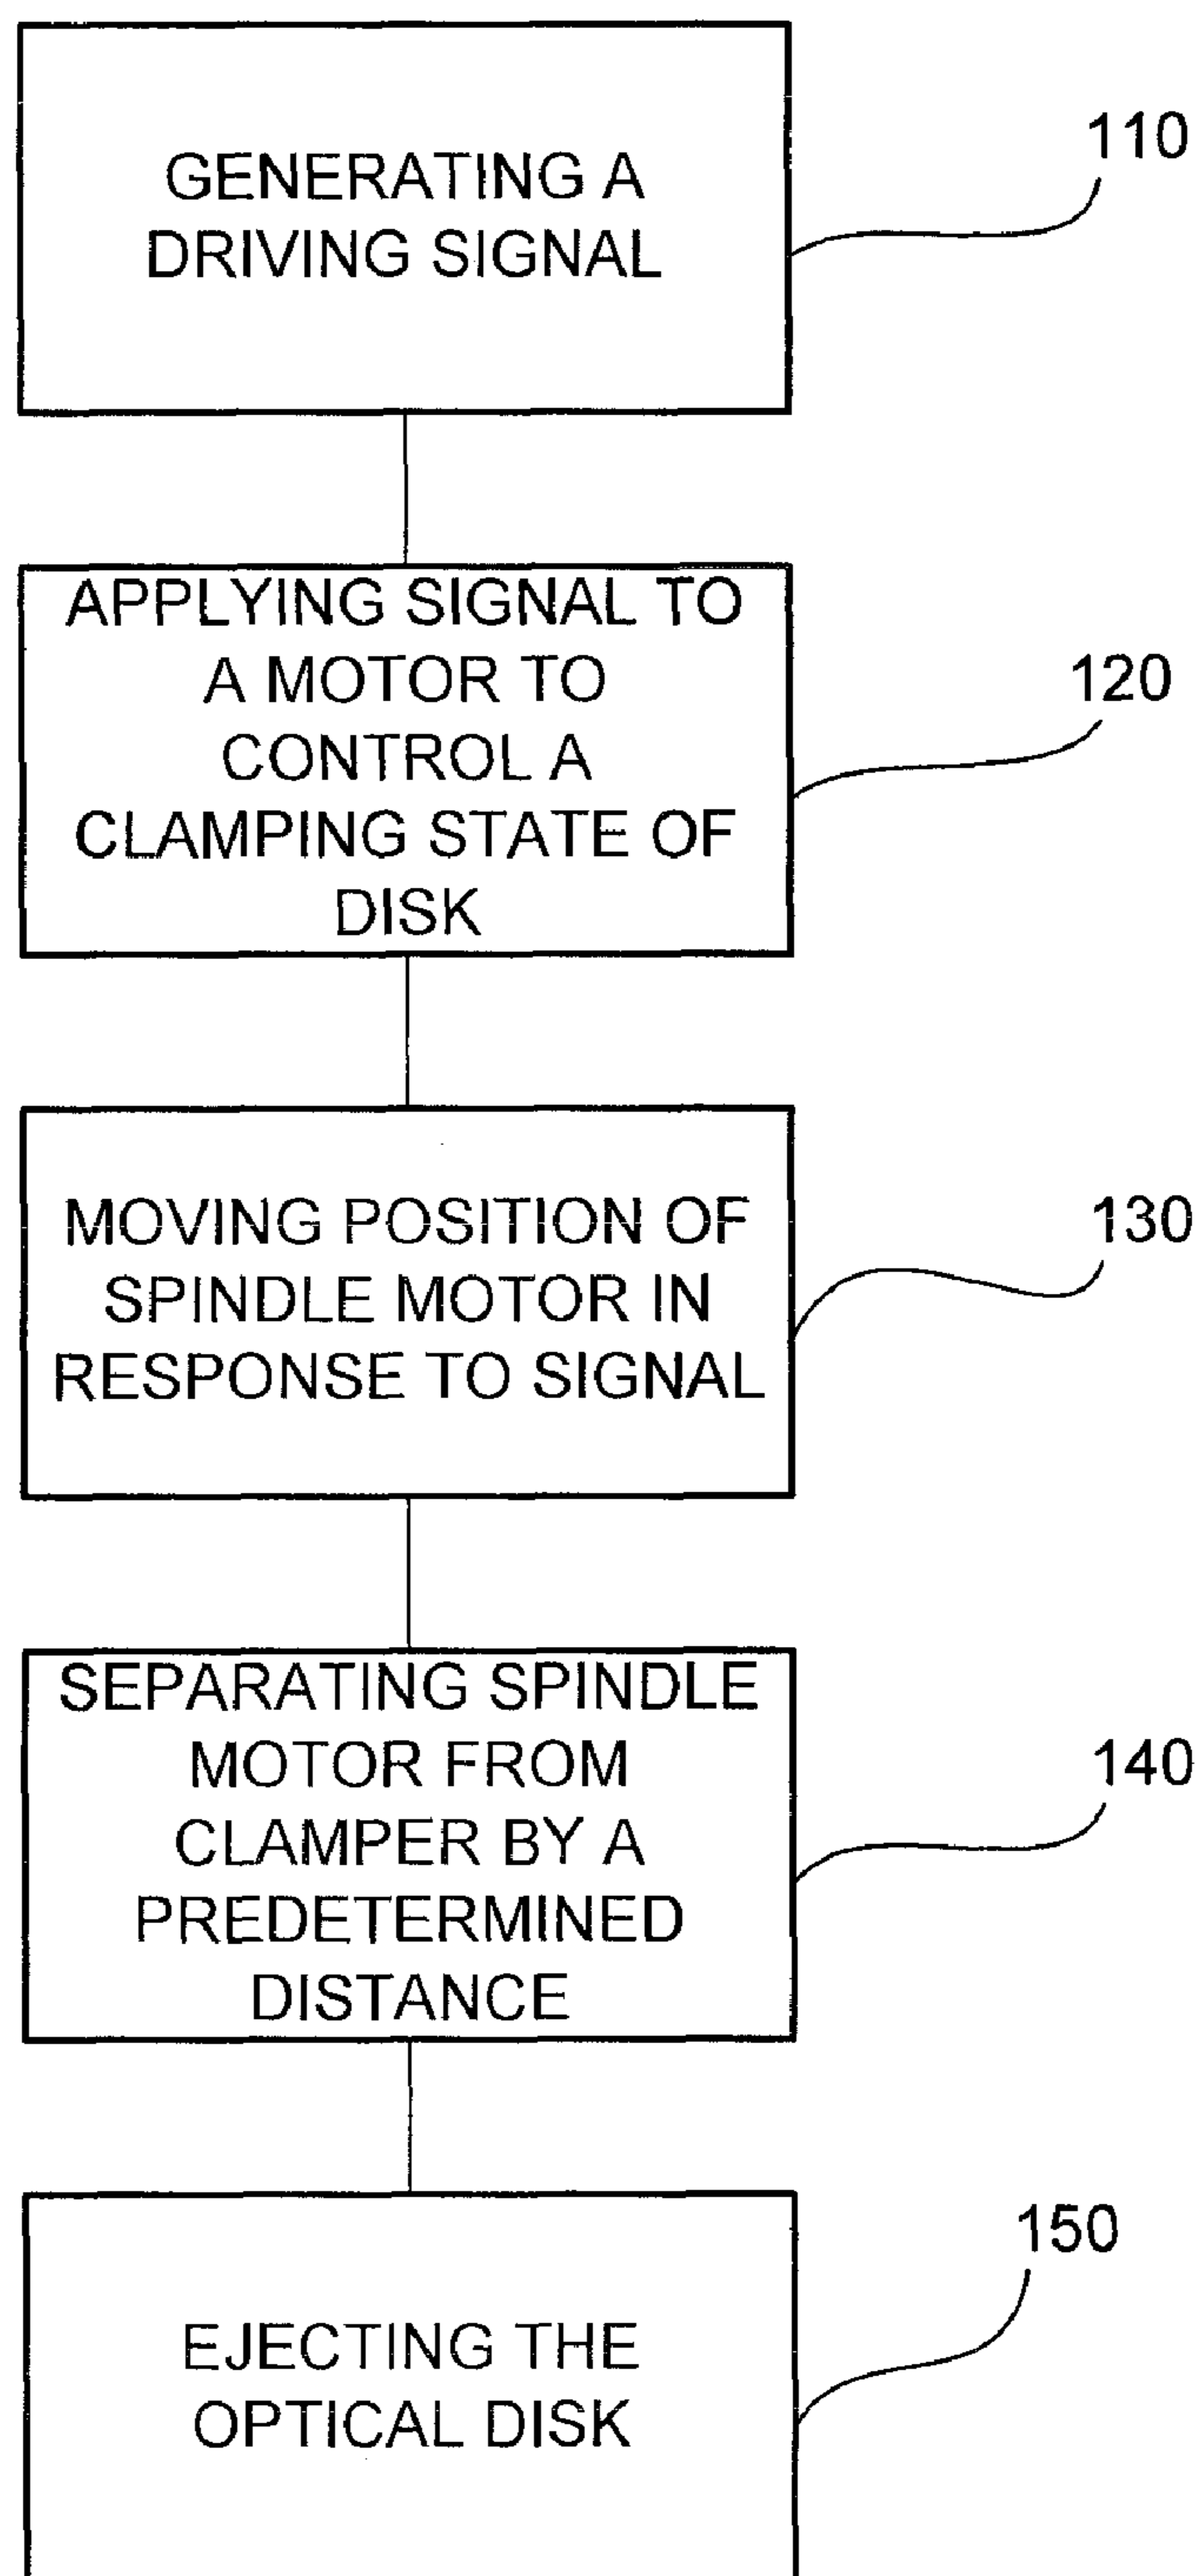 GENERATING A
DRIVING SIGNAL
110
APPLYING SIGNAL TO
A MOTOR TO
CONTROL A
CLAMPING STATE OF
DISK
120
MOVING POSITION OF
SPINDLE MOTOR IN
RESPONSE TO SIGNAL
130
SEPARATING SPINDLE
MOTOR FROM
CLAMPER BY A
PREDETERMINED
DISTANCE
140
EJECTING THE
OPTICAL DISK
150